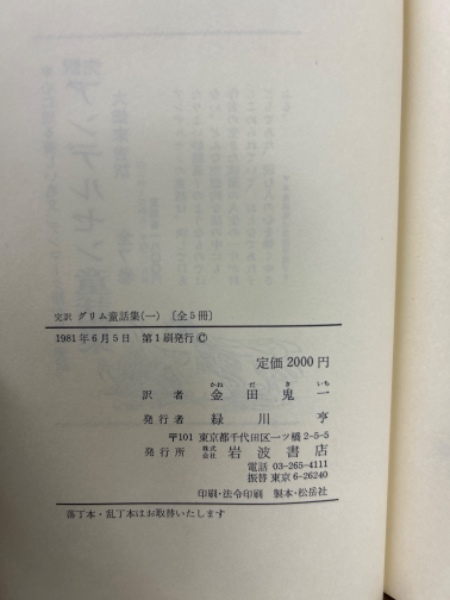 完訳 グリム童話集(一) 〔全5冊〕
1981年6月5日 第1刷発行©
定価 2000円
かねだきいち
訳者 金田鬼一
発行者 緑川亨
〒101 東京都千代田区一ツ橋2-5-5
発行所 株式会社 岩波書店
電話 03-265-4111
振替 東京6-26240
印刷・法令印刷 製本・松岳社
落丁本・乱丁本はお取替いたします